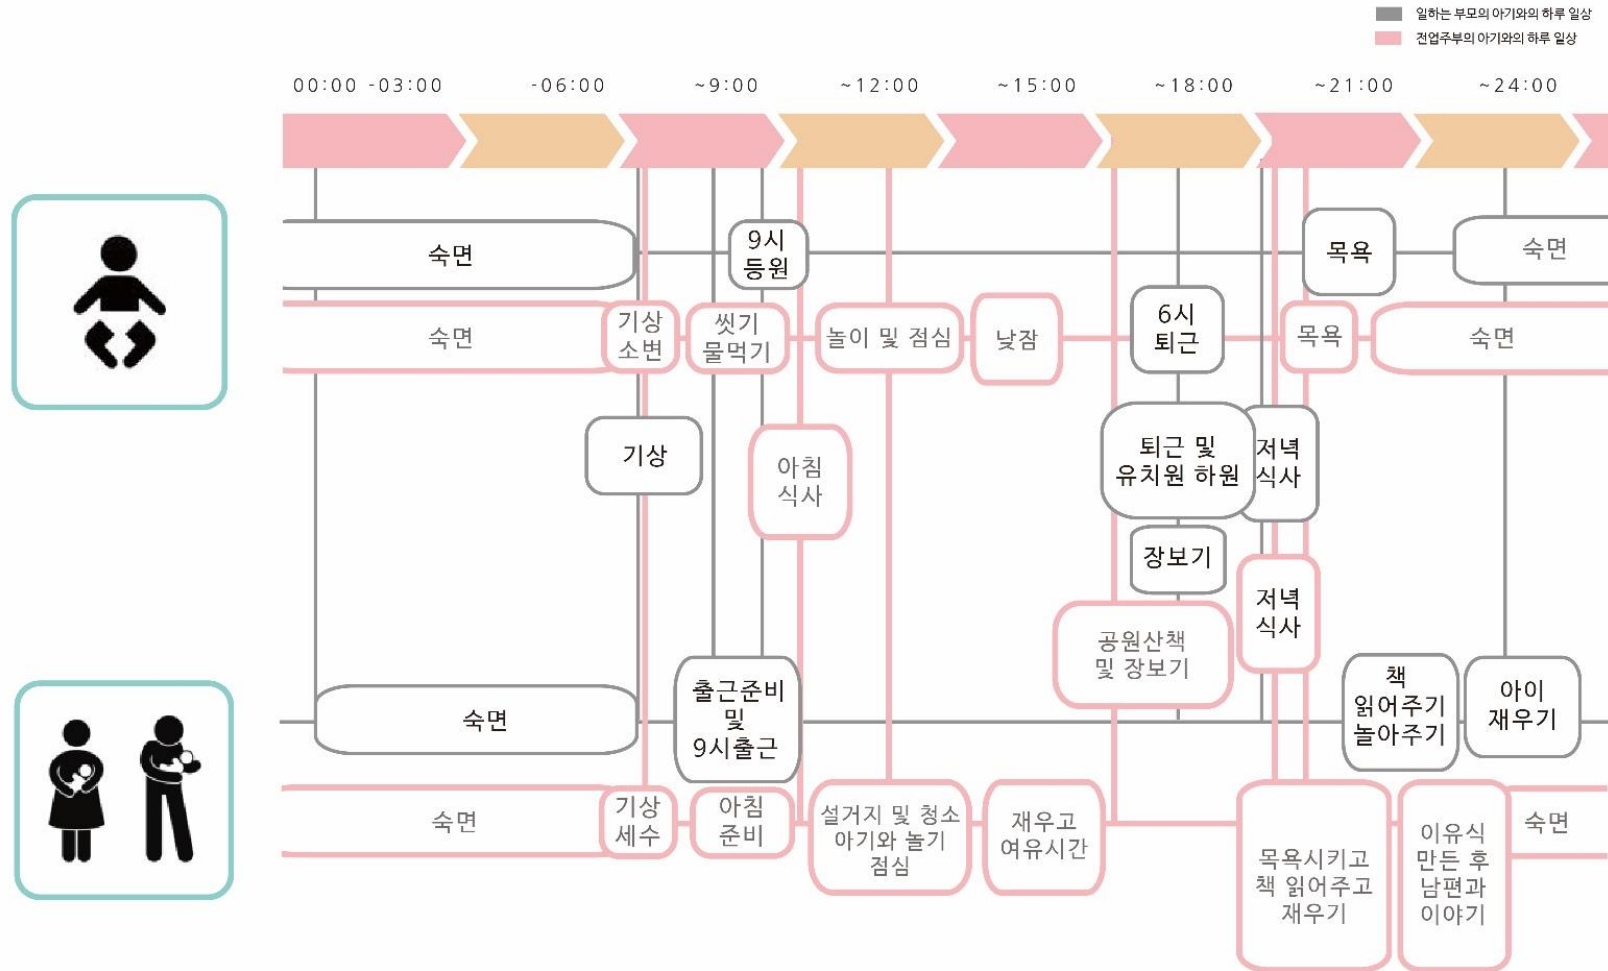 일하는 부모의 아기와의 하루 일상
전업주부의 아기와의 하루 일상
00:00 -03:00 -06:00 ~9:00 ~12:00 ~15:00 ~18:00 ~21:00 ~24:00
숙면
9시
등원
목욕
숙면
숙면
기상
소변
씻기
물먹기
놀이 및 점심
낮잠
6시
퇴근
목욕
숙면
기상
아침
식사
퇴근 및
유치원 하원
저녁
식사
장보기
공원산책
및 장보기
저녁
식사
숙면
출근준비
및
9시출근
책
읽어주기
놀아주기
아이
재우기
숙면
기상
세수
아침
준비
설거지 및 청소
아기와 놀기
점심
재우고
여유시간
목욕시키고
책 읽어주고
재우기
이유식
만든 후
남편과
이야기
숙면